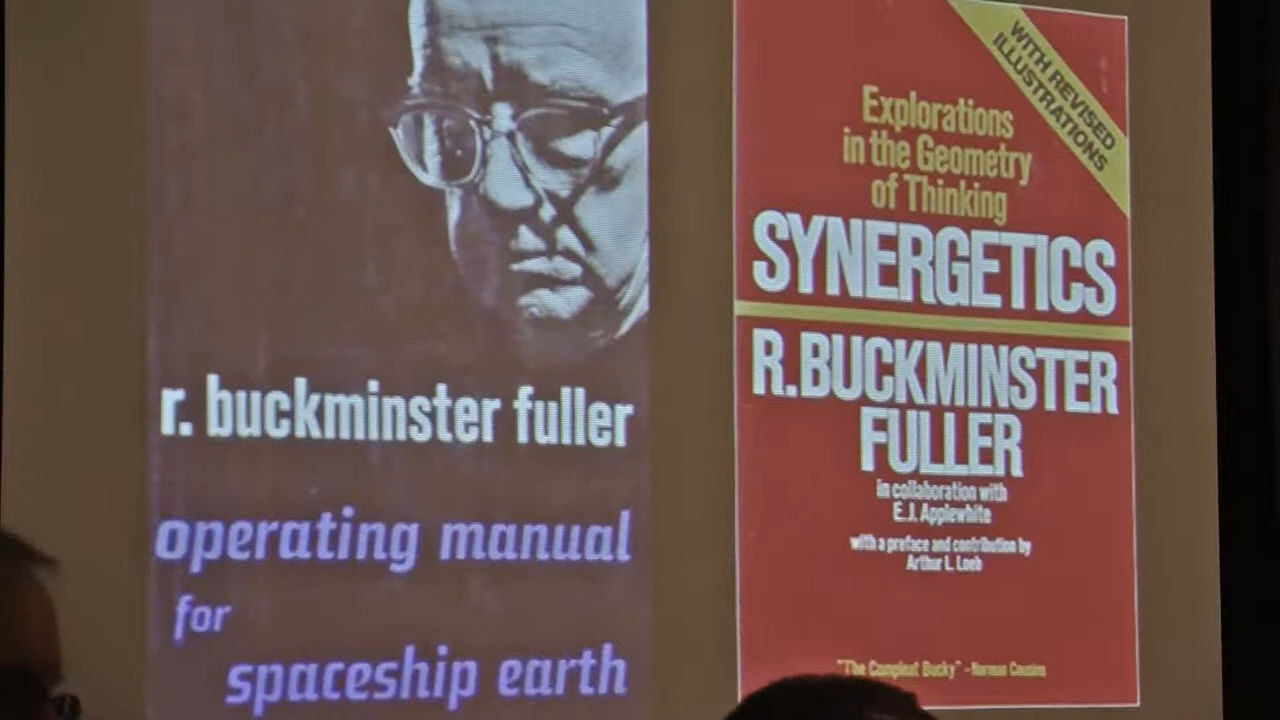 r. buckminster fuller
operating manual
for
spaceship earth
WITH REVISED
ILLUSTRATIONS
Explorations
in the Geometry
of Thinking
SYNERGETICS
R. BUCKMINSTER
FULLER
in collaboration with
E.J. Applewhite
with a preface and contribution by
Arthur L. Loeb
"The Compleat Bucky" - Norman Cousins